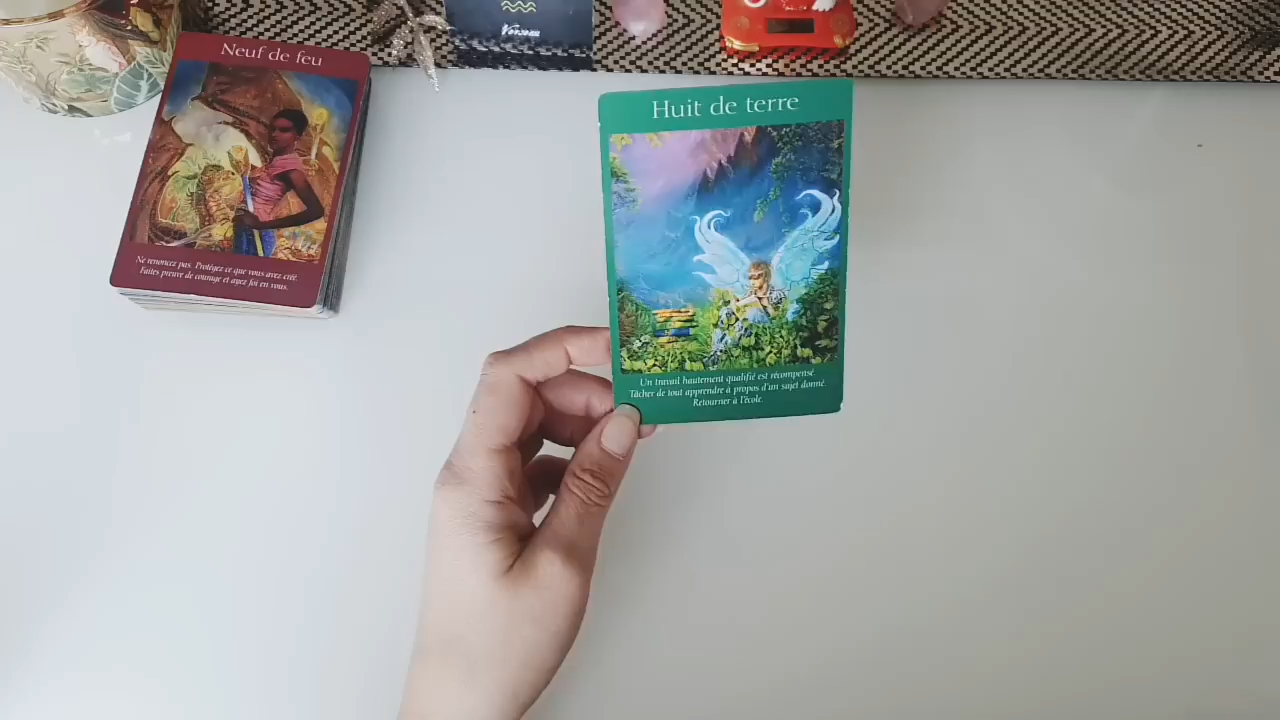 Verseau
Neuf de feu
Ne renoncez pas. Protégez ce que vous avez créé.
Faites preuve de courage et ayez foi en vous.
Huit de terre
Un travail hautement qualifié est récompensé.
Tâcher de tout apprendre à propos d'un sujet donné.
Retourner à l'école.